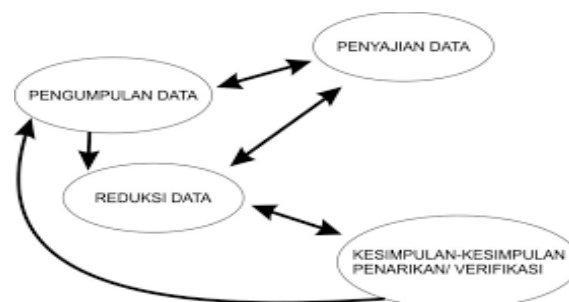 PENYAJIAN DATA
PENGUMPULAN DATA
REDUKSI DATA
KESIMPULAN-KESIMPULAN
PENARIKAN/ VERIFIKASI